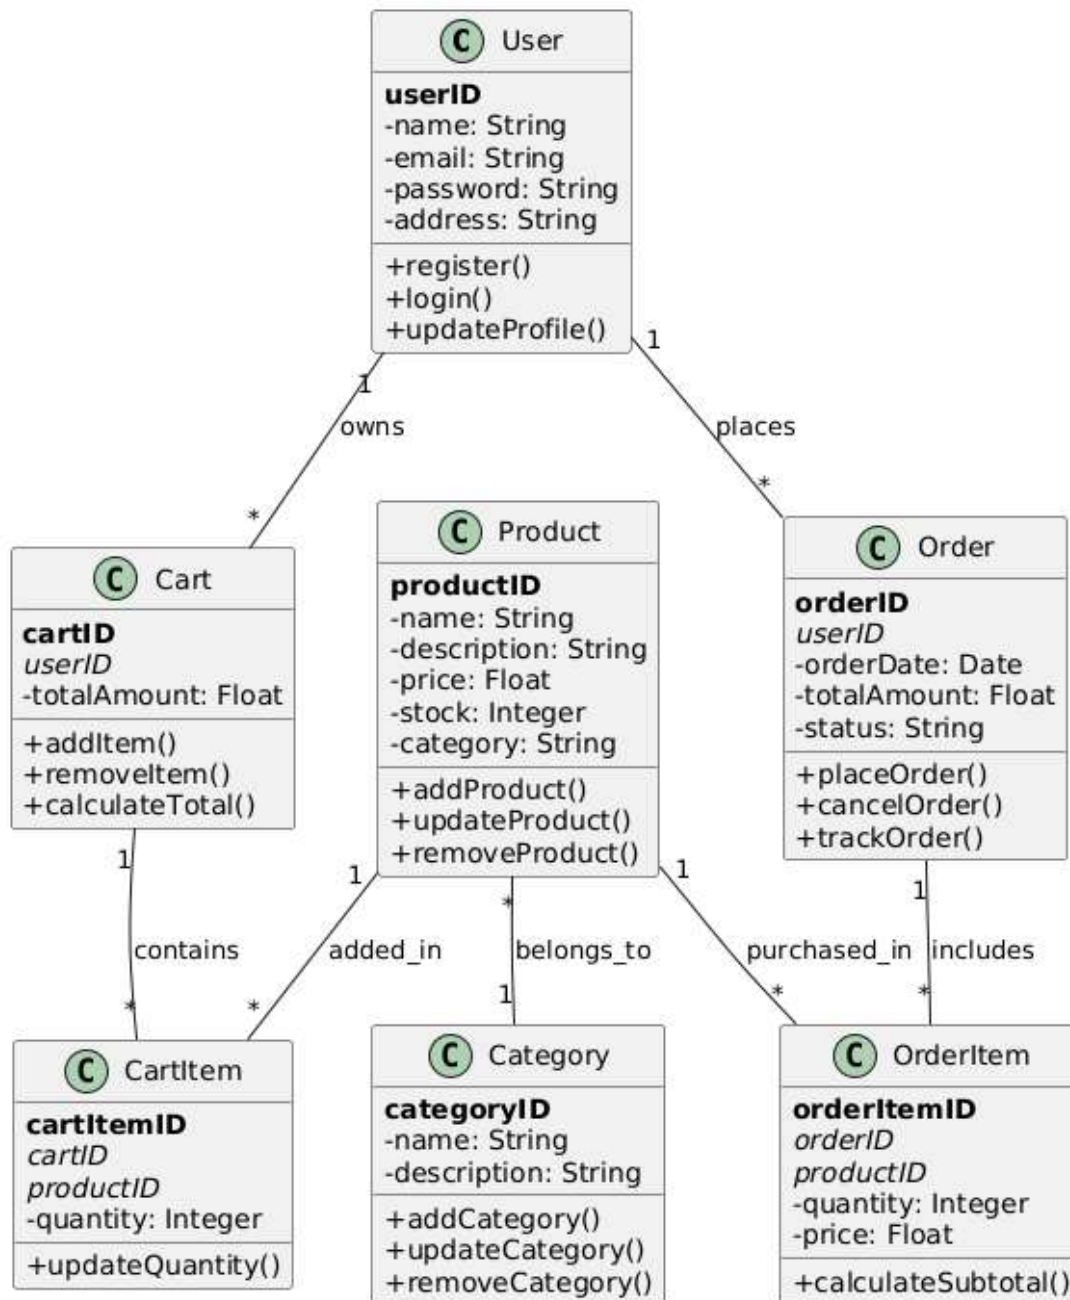 C User
userID
-name: String
-email: String
-password: String
-address: String
+register()
+login()
+updateProfile()
1
1
owns
places
*
*
C Cart
cartID
userID
-totalAmount: Float
+addItem()
+removeItem()
+calculateTotal()
C Product
productID
-name: String
-description: String
-price: Float
-stock: Integer
-category: String
+addProduct()
+updateProduct()
+removeProduct()
C Order
orderID
userID
-orderDate: Date
-totalAmount: Float
-status: String
+placeOrder()
+cancelOrder()
+trackOrder()
1
1
*
1
1
contains
added_in
belongs_to
purchased_in
includes
*
*
1
*
*
C CartItem
cartItemID
cartID
productID
-quantity: Integer
+updateQuantity()
C Category
categoryID
-name: String
-description: String
+addCategory()
+updateCategory()
+removeCategory()
C OrderItem
orderItemID
orderID
productID
-quantity: Integer
-price: Float
+calculateSubtotal()